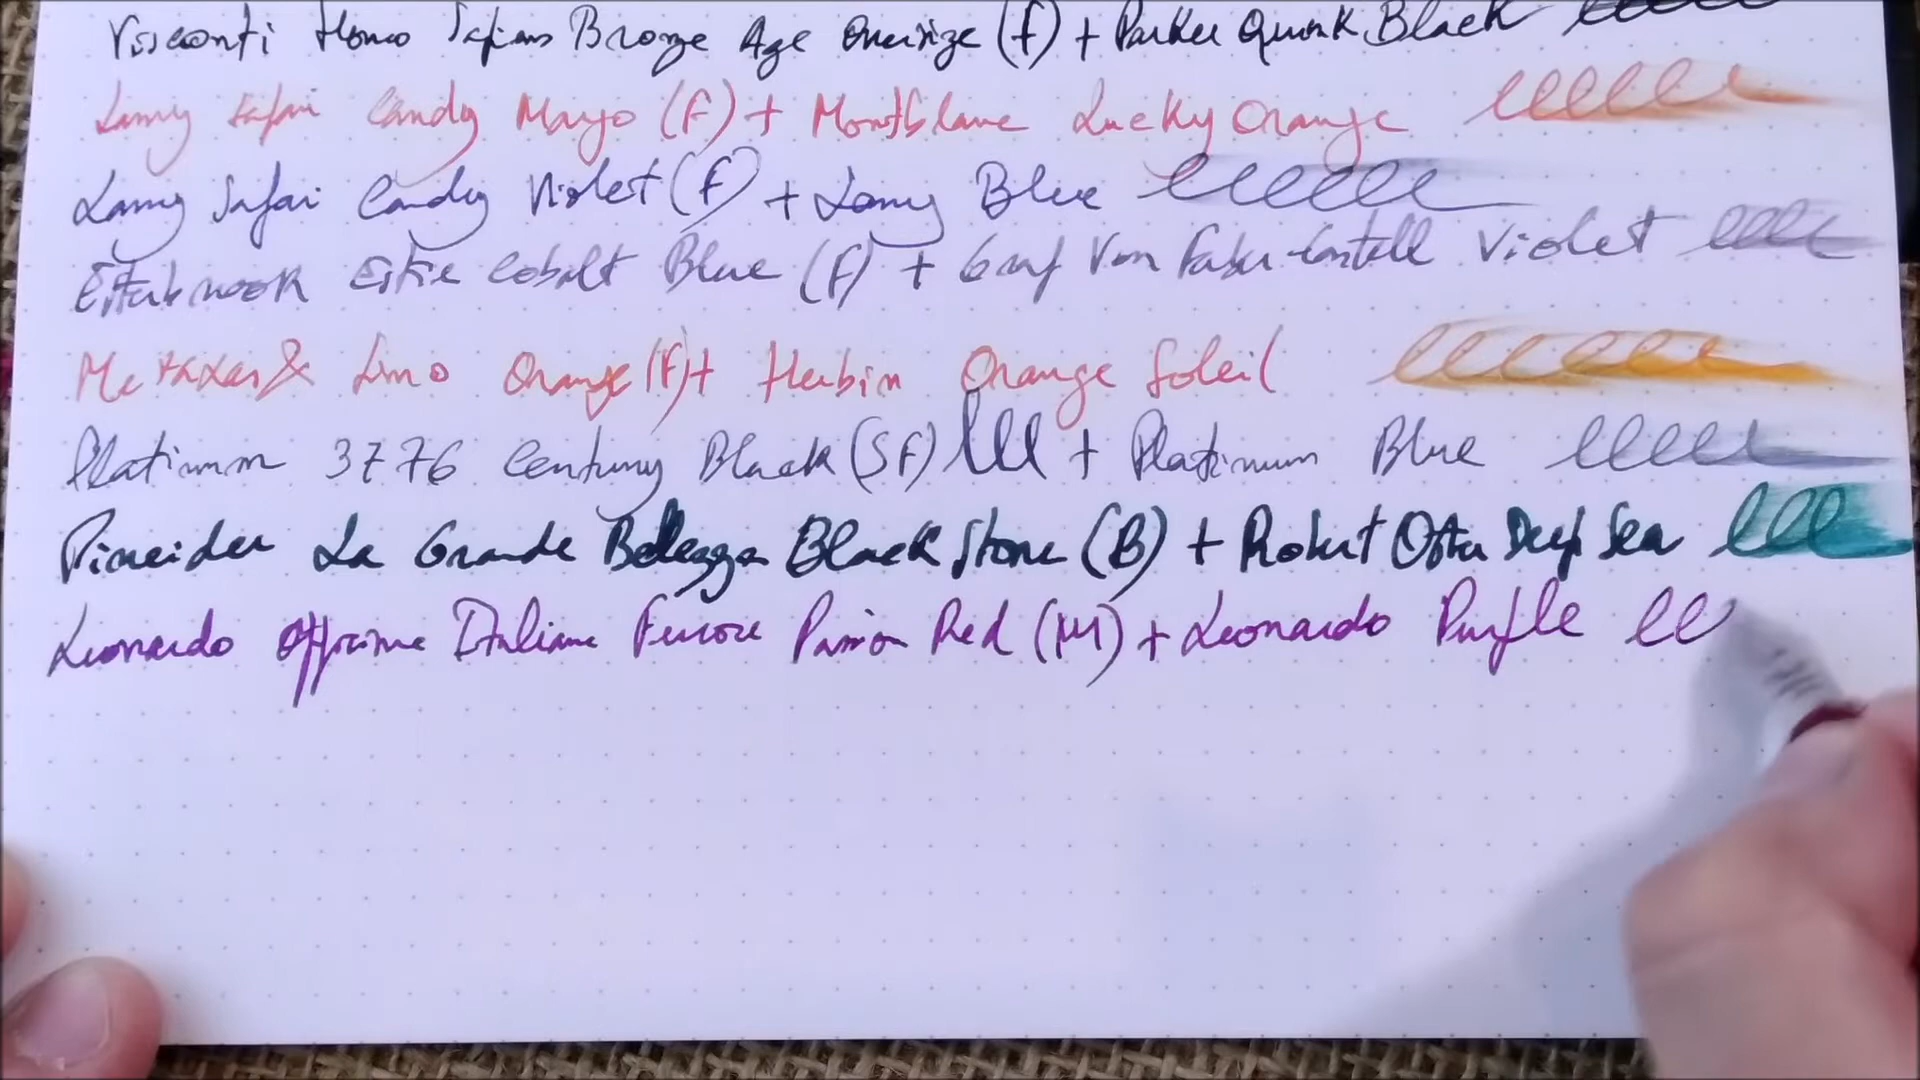 Visconti Homo Sapiens Bronze Age Oversize (F) + Parker Quink Black
Lamy Safari Candy Mango (F) + Montblanc Lucky Orange
Lamy Safari Candy Violet (F) + Lamy Blue
Esterbrook Estie Cobalt Blue (F) + Graf Von Faber-Castell Violet
Orange (F) + Herbin Orange Soleil
Platinum 3776 Century Black (SF) + Platinum Blue
Pineider La Grande Bellezza Black Stone (B) + Robert Oster Deep Sea
Leonardo Officina Italiana Furore Passion Red (M) + Leonardo Purple